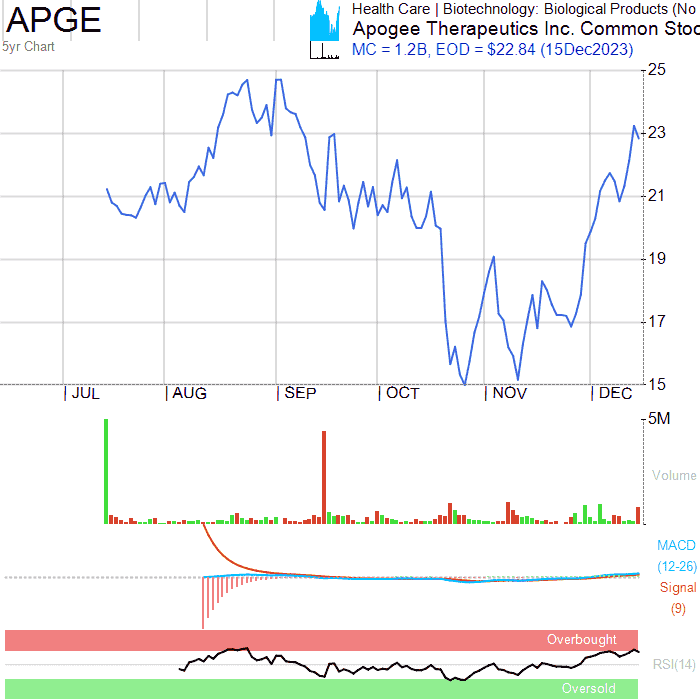 APGE
5yr Chart
Health Care | Biotechnology: Biological Products (No
Apogee Therapeutics Inc. Common Stoc
MC = 1.2B, EOD = $22.84 (15Dec2023)
25
23
21
19
17
15
JUL AUG SEP OCT NOV DEC
5M
Volume
MACD
(12-26)
Signal
(9)
Overbought
RSI(14)
Oversold